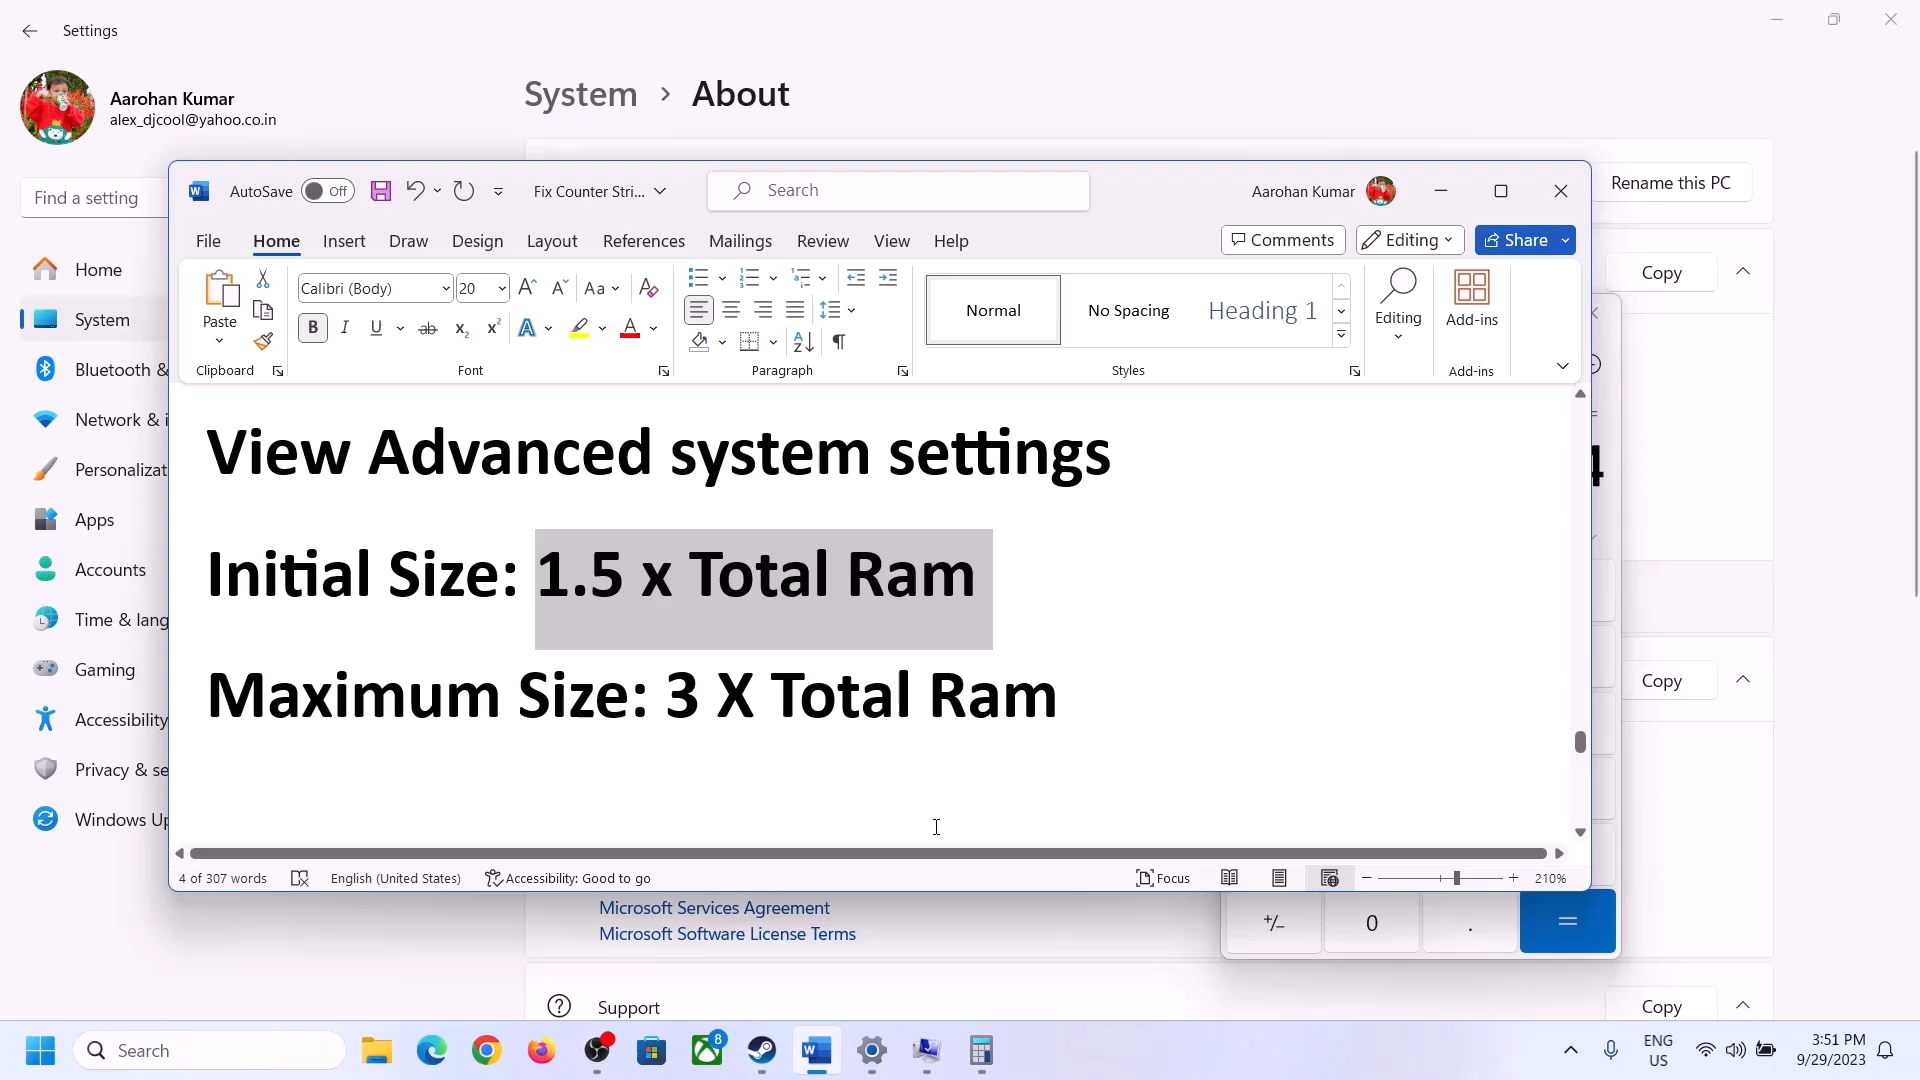 Settings
Aarohan Kumar
alex_djcool@yahoo.co.in
System > About
Find a setting
Rename this PC
Home
System
Bluetooth &
Network & i
Personalizat
Apps
Accounts
Time & lang
Gaming
Accessibility
Privacy & se
Windows Up
AutoSave Off Fix Counter Stri... Search Aarohan Kumar
File Home Insert Draw Design Layout References Mailings Review View Help Comments Editing Share
Paste Calibri (Body) 20 Normal No Spacing Heading 1 Editing Add-ins
Clipboard Font Paragraph Styles Add-ins
View Advanced system settings
Initial Size: 1.5 x Total Ram
Maximum Size: 3 X Total Ram
4 of 307 words English (United States) Accessibility: Good to go Focus 210%
Copy
4
Copy
+/- 0 . =
Microsoft Services Agreement
Microsoft Software License Terms
Support
Copy
Search
8
ENG
US
3:51 PM
9/29/2023